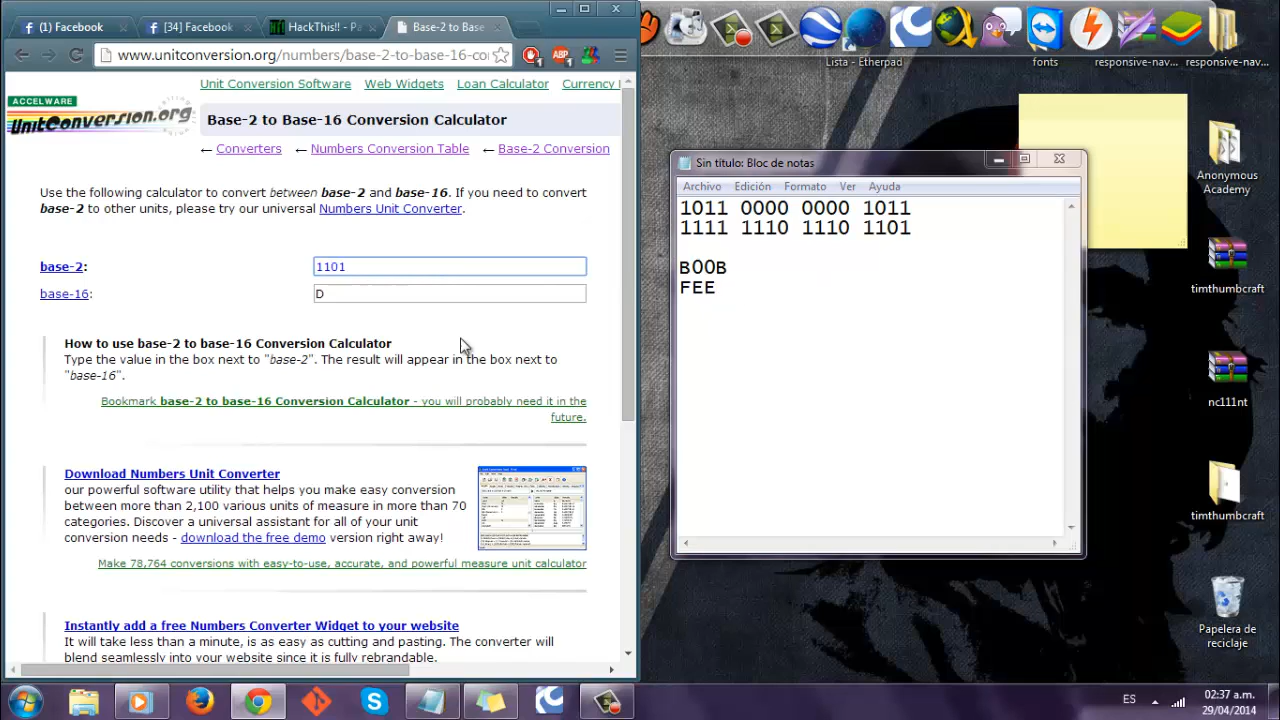 (1) Facebook
(34) Facebook
HackThis!! - Pa
Base-2 to Base
www.unitconversion.org/numbers/base-2-to-base-16-co
Unit Conversion Software Web Widgets Loan Calculator Currency
ACCELWARE
UnitConversion.org
Base-2 to Base-16 Conversion Calculator
← Converters ← Numbers Conversion Table ← Base-2 Conversion
Use the following calculator to convert between base-2 and base-16. If you need to convert
base-2 to other units, please try our universal Numbers Unit Converter.
base-2: 1101
base-16: D
How to use base-2 to base-16 Conversion Calculator
Type the value in the box next to "base-2". The result will appear in the box next to
"base-16".
Bookmark base-2 to base-16 Conversion Calculator - you will probably need it in the
future.
Download Numbers Unit Converter
our powerful software utility that helps you make easy conversion
between more than 2,100 various units of measure in more than 70
categories. Discover a universal assistant for all of your unit
conversion needs - download the free demo version right away!
Make 78,764 conversions with easy-to-use, accurate, and powerful measure unit calculator
Instantly add a free Numbers Converter Widget to your website
It will take less than a minute, is as easy as cutting and pasting. The converter will
blend seamlessly into your website since it is fully rebrandable.
Lista - Etherpad
fonts
responsive-nav...
responsive-nav...
Sin título: Bloc de notas
Archivo Edición Formato Ver Ayuda
1011 0000 0000 1011
1111 1110 1110 1101
B00B
FEE
Anonymous
Academy
timthumbcraft
nc111nt
timthumbcraft
Papelera de
reciclaje
ES
02:37 a.m.
29/04/2014